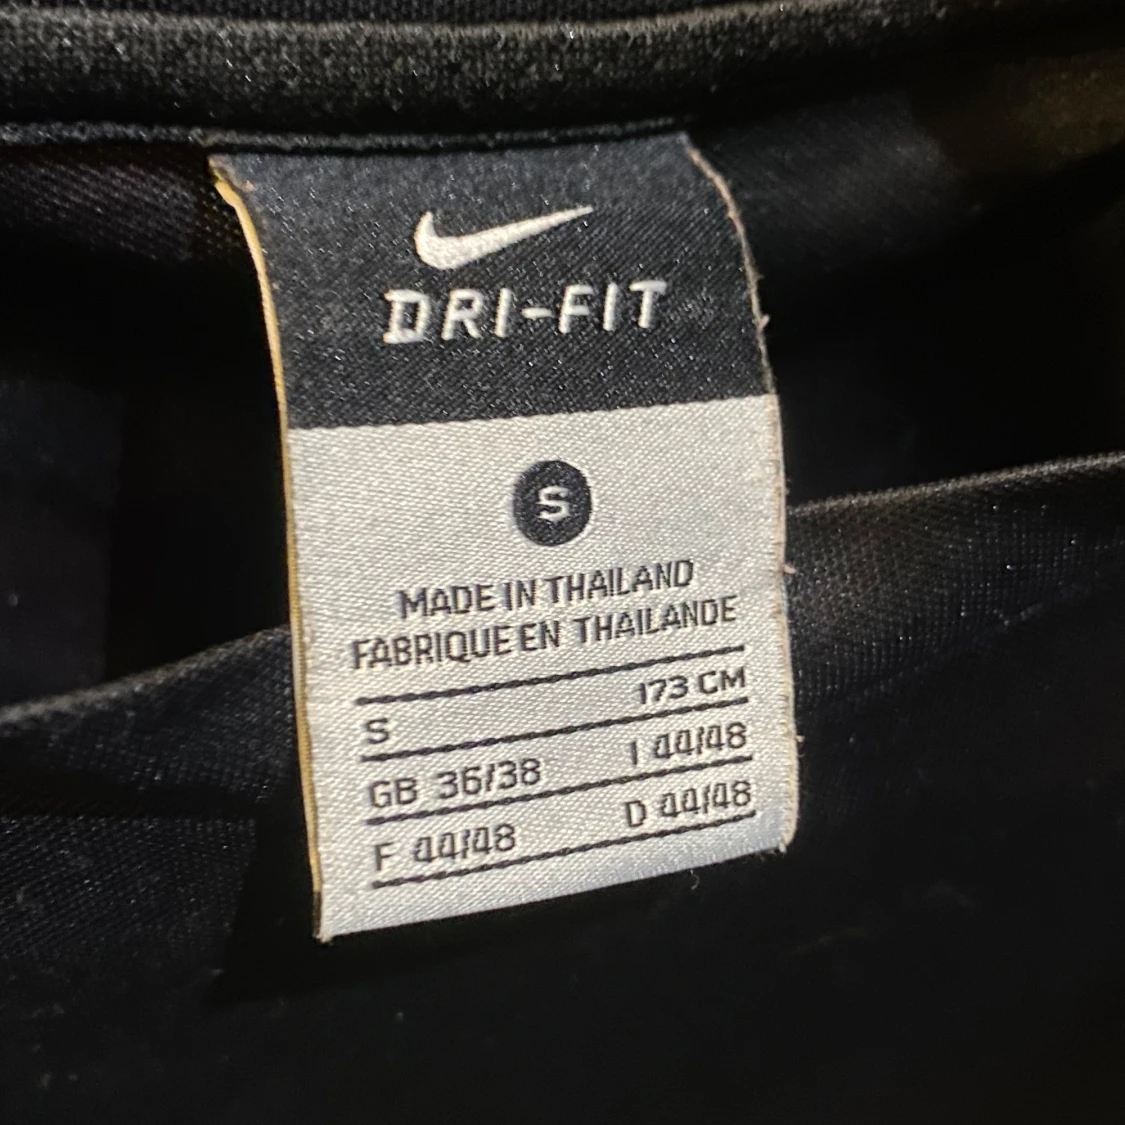 DRI-FIT
S
MADE IN THAILAND
FABRIQUE EN THAILANDE
S 173 CM
GB 36/38 I 44/48
F 44/48 D 44/48